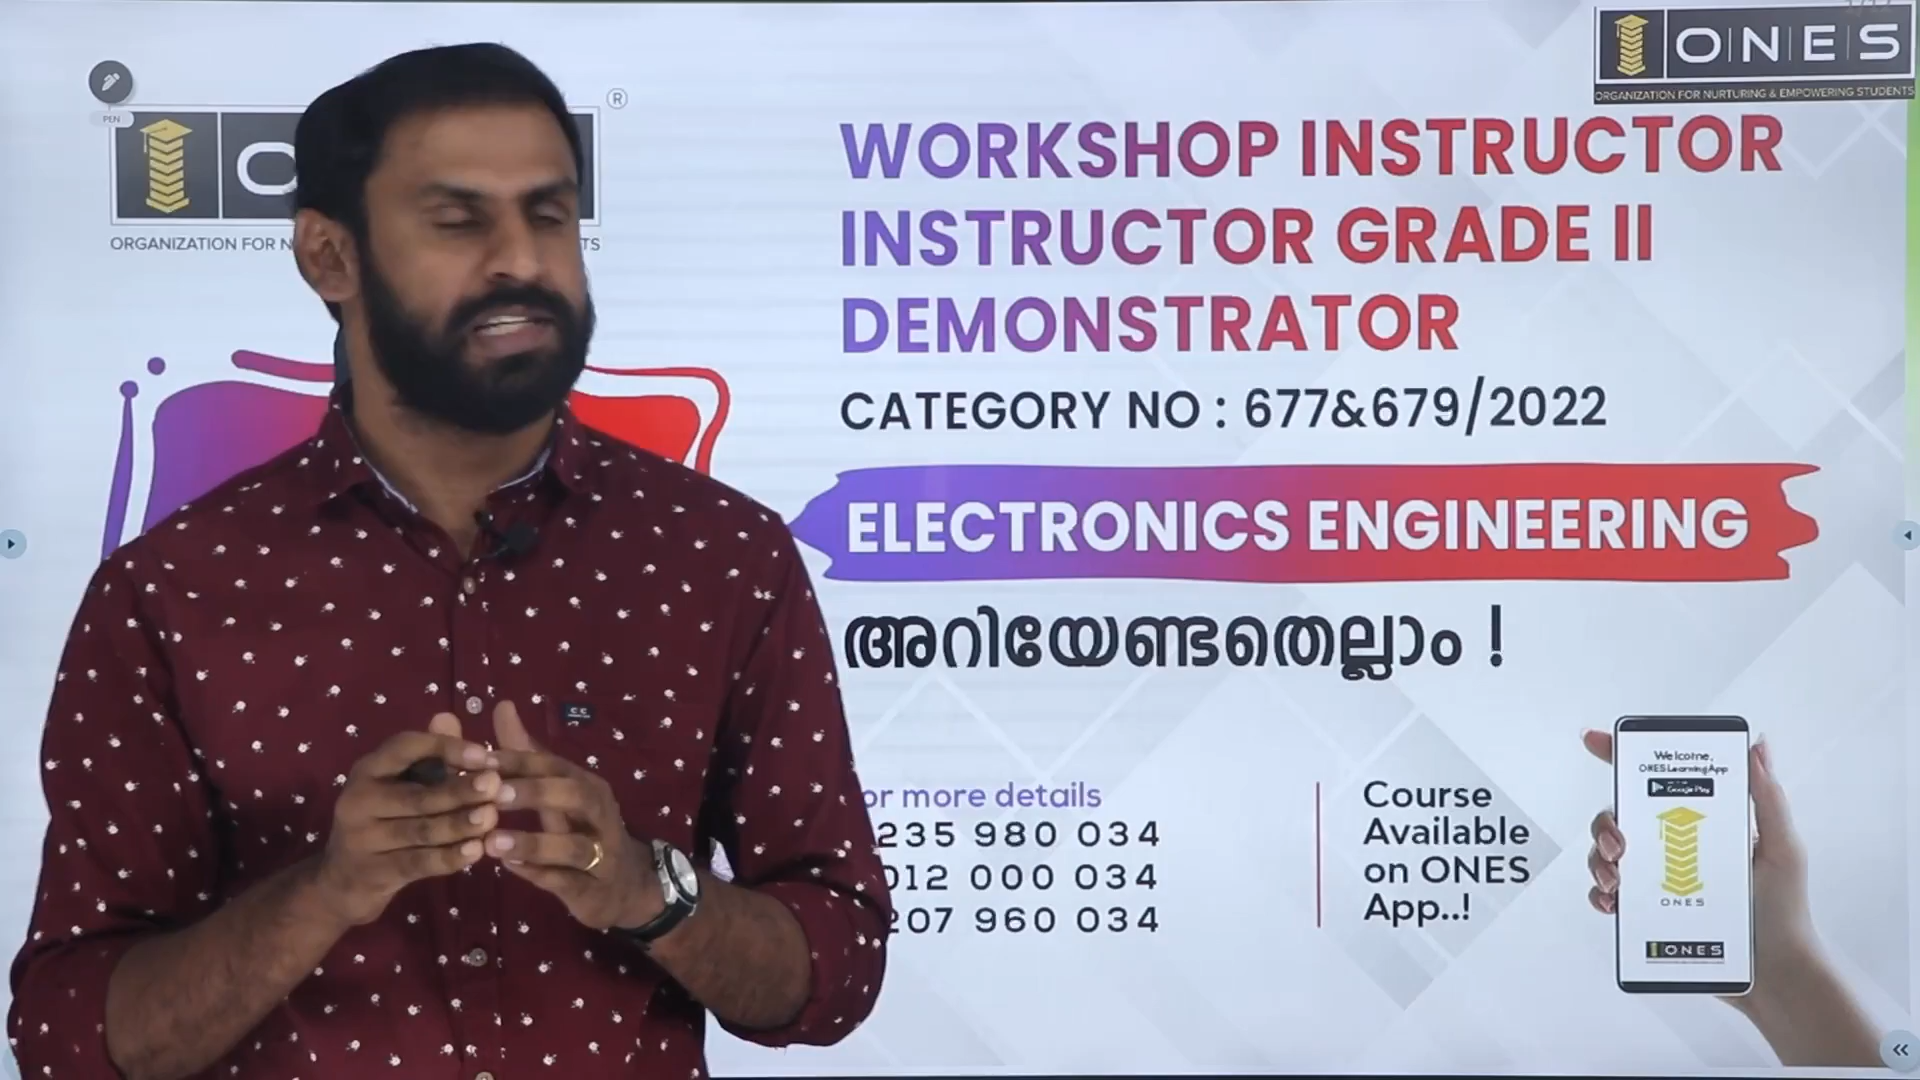 ONES
ORGANIZATION FOR NURTURING & EMPOWERING STUDENTS
PEN
®
ORGANIZATION FOR
WORKSHOP INSTRUCTOR
INSTRUCTOR GRADE II
DEMONSTRATOR
CATEGORY NO : 677&679/2022
ELECTRONICS ENGINEERING
അറിയേണ്ടതെല്ലാം !
or more details
235 980 034
012 000 034
207 960 034
Course
Available
on ONES
App..!
Welcome,
ONES Learning App
Google Play
ONES
ONES